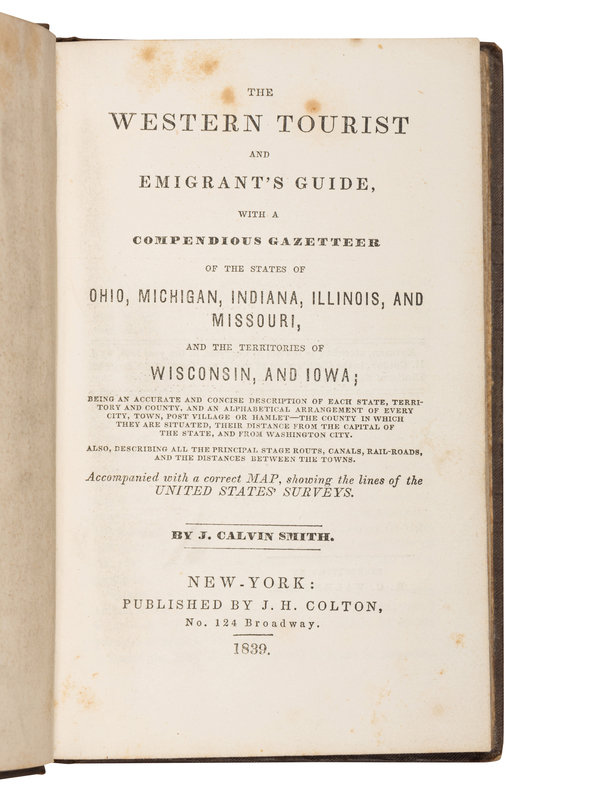 THE
WESTERN TOURIST
AND
EMIGRANT'S GUIDE,
WITH A
COMPENDIOUS GAZETTEER
OF THE STATES OF
OHIO, MICHIGAN, INDIANA, ILLINOIS, AND
MISSOURI,
AND THE TERRITORIES OF
WISCONSIN, AND IOWA;
BEING AN ACCURATE AND CONCISE DESCRIPTION OF EACH STATE, TERRI-
TORY AND COUNTY, AND AN ALPHABETICAL ARRANGEMENT OF EVERY
CITY, TOWN, POST VILLAGE OR HAMLET—THE COUNTY IN WHICH
THEY ARE SITUATED, THEIR DISTANCE FROM THE CAPITAL OF
THE STATE, AND FROM WASHINGTON CITY.
ALSO, DESCRIBING ALL THE PRINCIPAL STAGE ROUTS, CANALS, RAIL-ROADS,
AND THE DISTANCES BETWEEN THE TOWNS.
Accompanied with a correct MAP, showing the lines of the
UNITED STATES' SURVEYS.
BY J. CALVIN SMITH.
NEW-YORK:
PUBLISHED BY J. H. COLTON,
No. 124 Broadway.
1839.